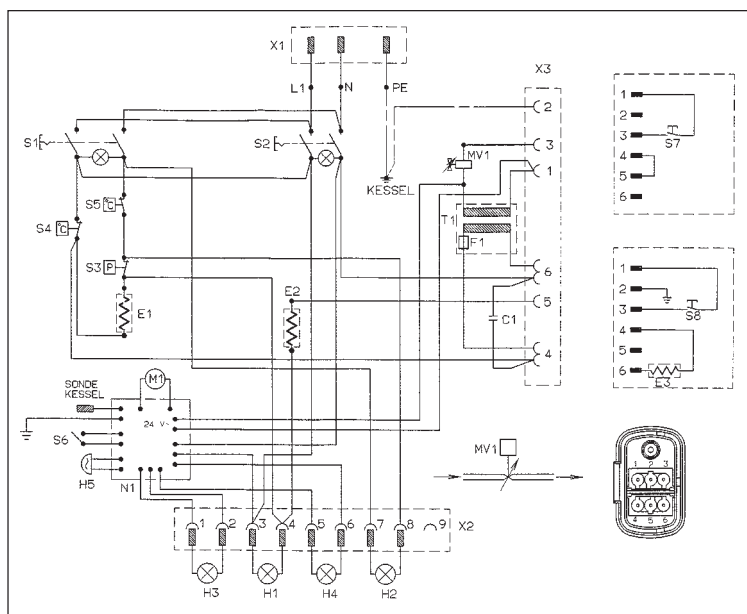 X1
L1 N PE
X3
S1
S2
KESSEL
2
3
1
6
5
4
MV1
T1
F1
C1
S4 °C
S5 °C
S3 P
E1
E2
SONDE
KESSEL
M1
24 V~
S6
H5
N1
1 2 3 4 5 6 7 8 9
X2
H3 H1 H4 H2
1
2
3
4
5
6
S7
1
2
3
4
5
6
S8
E3
MV1
1 2 3
4 5 6